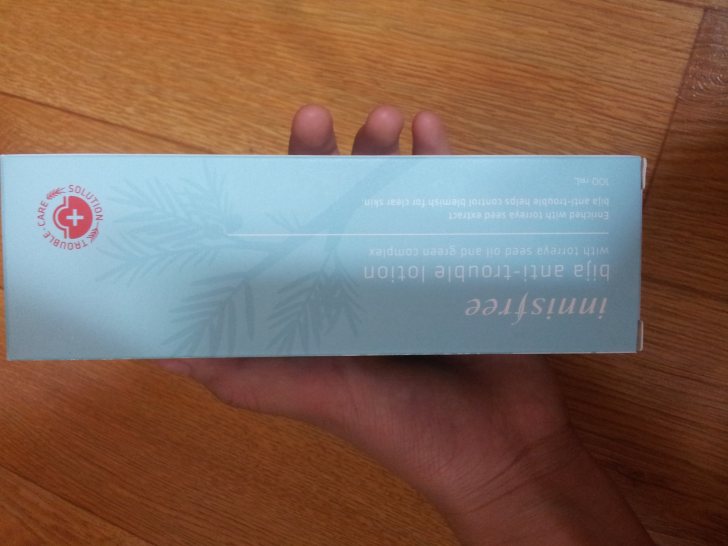 innisfree
bija anti-trouble lotion
with torreya seed oil and green complex
Enriched with torreya seed extract
bija anti-trouble helps control blemish for clear skin.
100 mL
TROUBLE-CARE SOLUTION